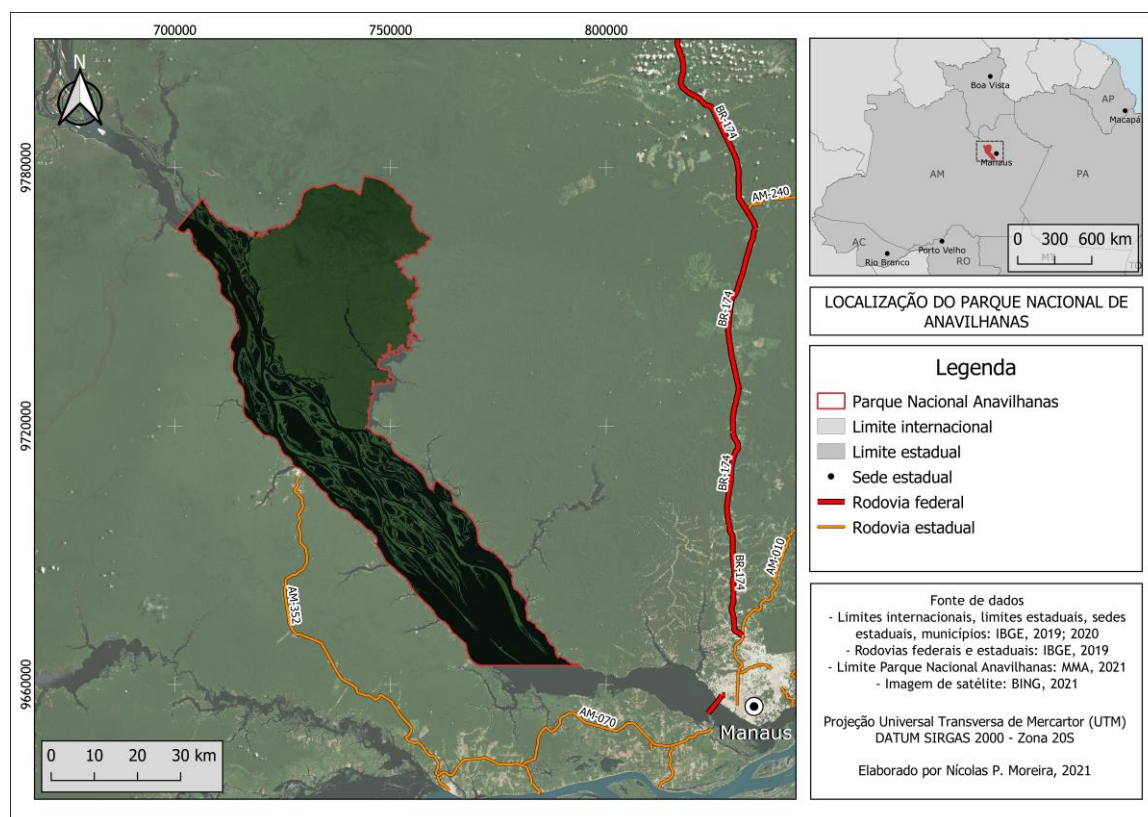 700000
750000
800000
N
9780000
9720000
9660000
BR-174
BR-174
BR-174
BR-174
AM-240
AM-010
AM-352
AM-070
Manaus
0 10 20 30 km
Boa Vista
AP
Macapá
Manaus
AM
PA
AC
Rio Branco
Porto Velho
RO
MT
TO
0 300 600 km
LOCALIZAÇÃO DO PARQUE NACIONAL DE
ANAVILHANAS
Legenda
Parque Nacional Anavilhanas
Limite internacional
Limite estadual
Sede estadual
Rodovia federal
Rodovia estadual
Fonte de dados
- Limites internacionais, limites estaduais, sedes
estaduais, municípios: IBGE, 2019; 2020
- Rodovias federais e estaduais: IBGE, 2019
- Limite Parque Nacional Anavilhanas: MMA, 2021
- Imagem de satélite: BING, 2021
Projeção Universal Transversa de Mercartor (UTM)
DATUM SIRGAS 2000 - Zona 20S
Elaborado por Nícolas P. Moreira, 2021